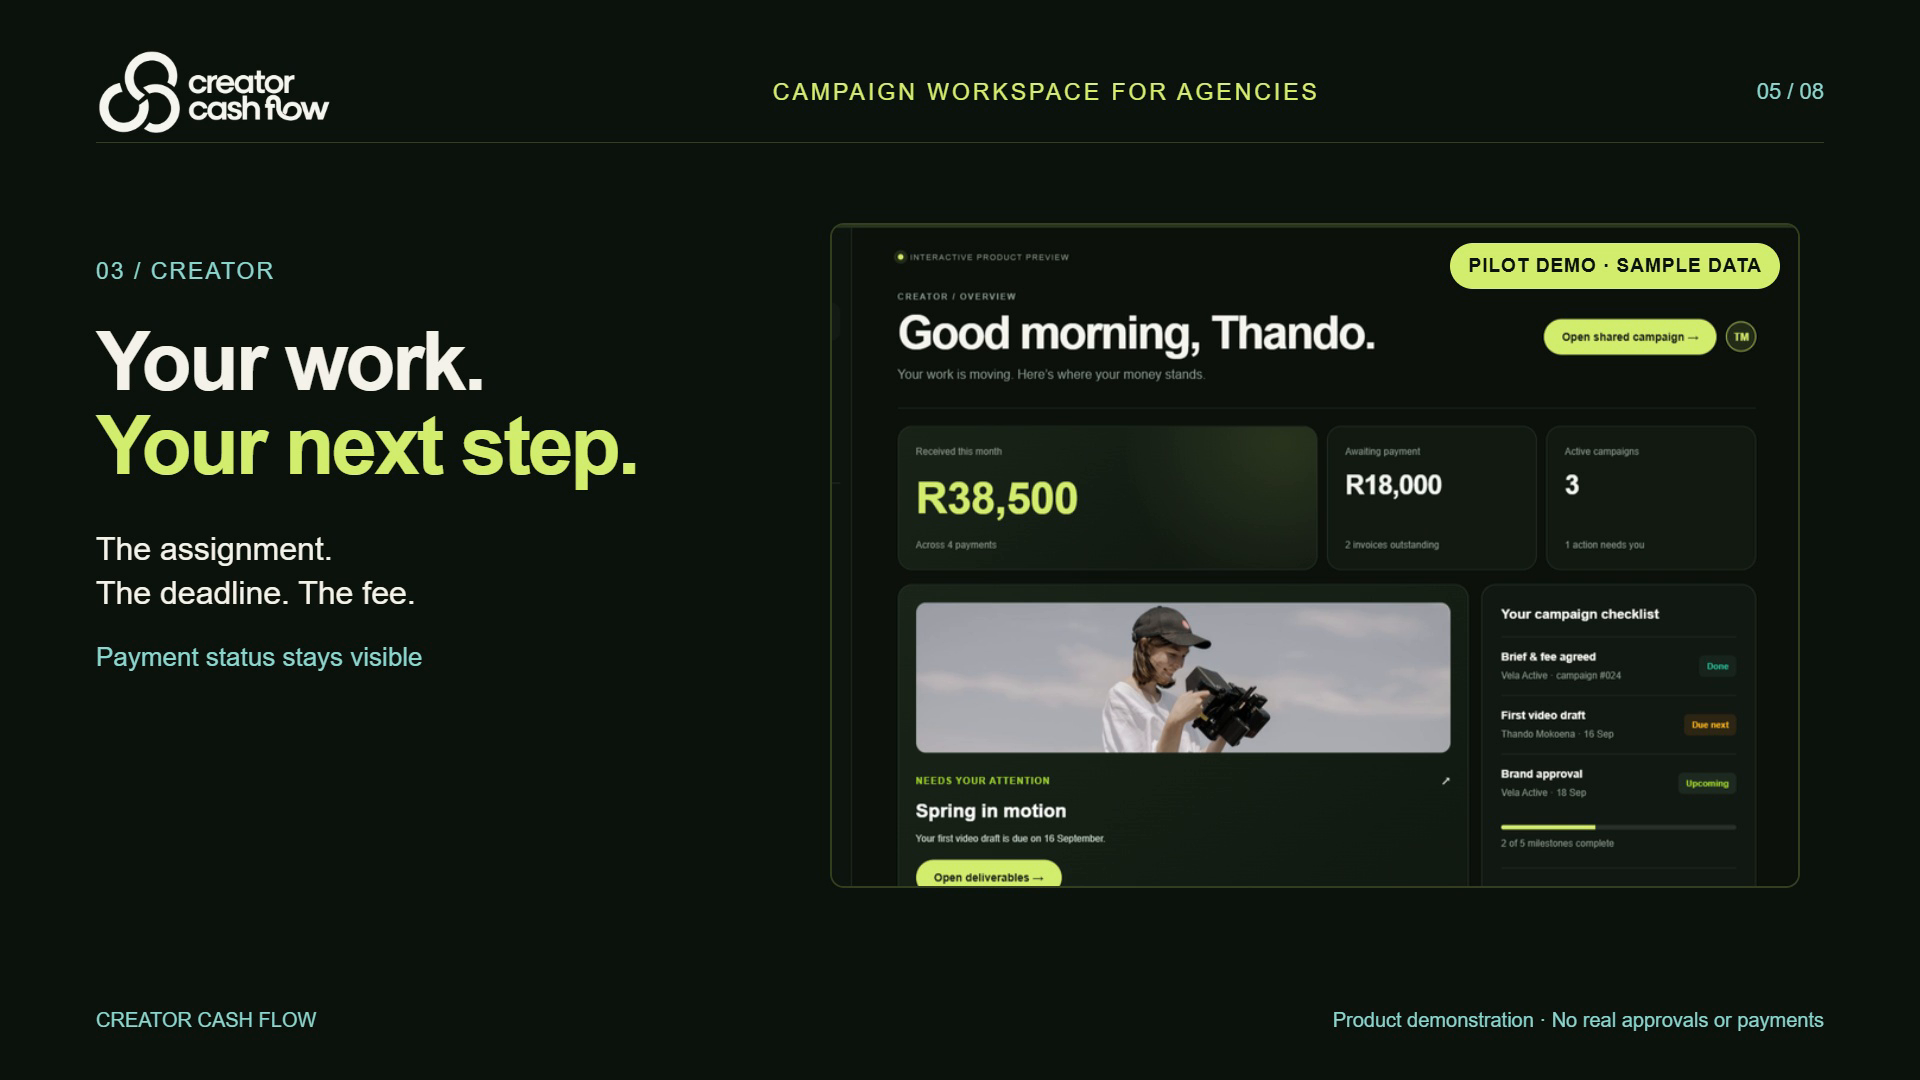 creator
cash flow
CAMPAIGN WORKSPACE FOR AGENCIES
05 / 08
03 / CREATOR
Your work.
Your next step.
The assignment.
The deadline. The fee.
Payment status stays visible
INTERACTIVE PRODUCT PREVIEW
PILOT DEMO · SAMPLE DATA
CREATOR / OVERVIEW
Good morning, Thando.
Your work is moving. Here's where your money stands.
Open shared campaign →
TM
Received this month
R38,500
Across 4 payments
Awaiting payment
R18,000
2 invoices outstanding
Active campaigns
3
1 action needs you
NEEDS YOUR ATTENTION
↗
Spring in motion
Your first video draft is due on 16 September.
Open deliverables →
Your campaign checklist
Brief & fee agreed
Vela Active · campaign #024
Done
First video draft
Thando Mokoena · 16 Sep
Due next
Brand approval
Vela Active · 18 Sep
Upcoming
2 of 5 milestones complete
CREATOR CASH FLOW
Product demonstration · No real approvals or payments